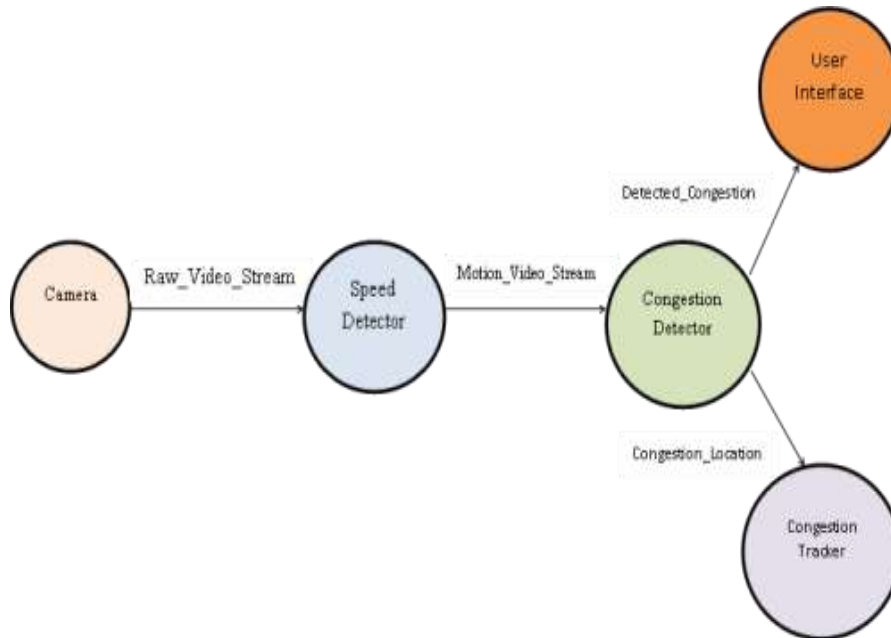 User
Interface
Detected_Congestion
Camera
Raw_Video_Stream
Speed
Detector
Motion_Video_Stream
Congestion
Detector
Congestion_Location
Congestion
Tracker